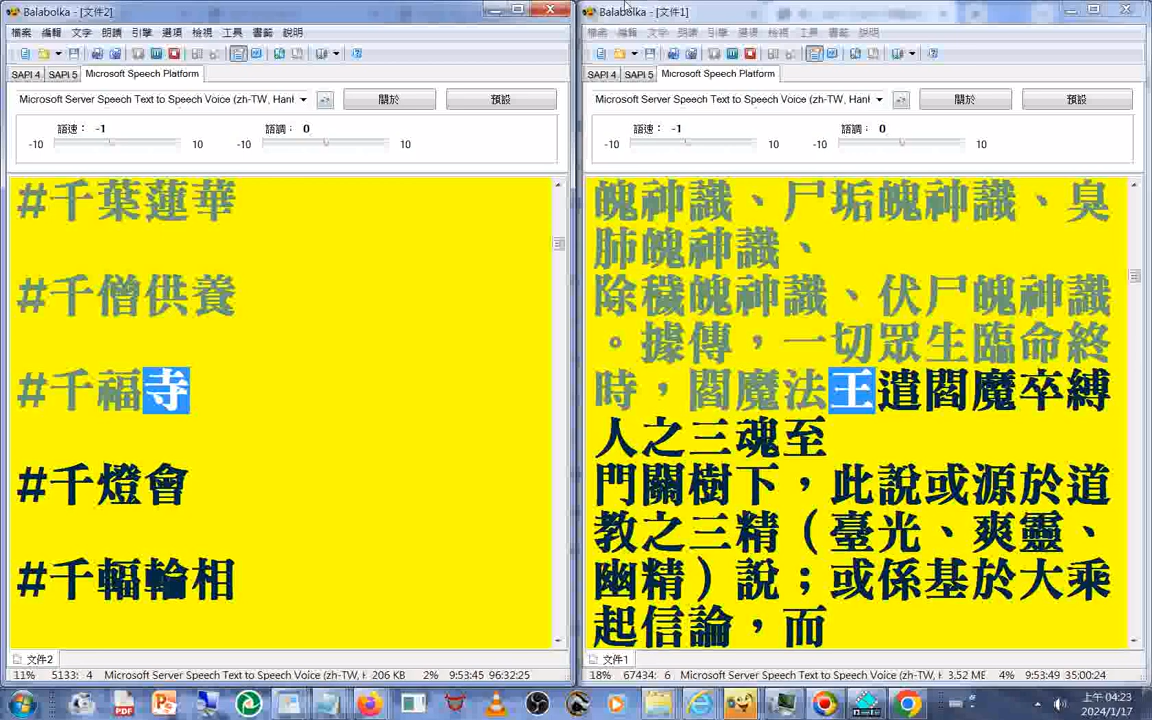 Balabolka - [文件2]
檔案 編輯 文字 朗讀 引擎 選項 檢視 工具 書籤 說明
SAPI 4 SAPI 5 Microsoft Speech Platform
Microsoft Server Speech Text to Speech Voice (zh-TW, Hanl
關於 預設
語速： -1 語調： 0
-10 10 -10 10
#千葉蓮華
#千僧供養
#千福寺
#千燈會
#千輻輪相
文件2
11% 5133: 4 Microsoft Server Speech Text to Speech Voice (zh-TW, H 206 KB 2% 9:53:45 96:32:25
Balabolka - [文件1]
檔案 編輯 文字 朗讀 引擎 選項 檢視 工具 書籤 說明
SAPI 4 SAPI 5 Microsoft Speech Platform
Microsoft Server Speech Text to Speech Voice (zh-TW, Hanl
關於 預設
語速： -1 語調： 0
-10 10 -10 10
魄神識、尸垢魄神識、臭
肺魄神識、
除穢魄神識、伏尸魄神識
。據傳，一切眾生臨命終
時，閻魔法王遣閻魔卒縛
人之三魂至
門關樹下，此說或源於道
教之三精（臺光、爽靈、
幽精）說；或係基於大乘
起信論，而
文件1
18% 67434: 6 Microsoft Server Speech Text to Speech Voice (zh-TW, H 3.52 ME 4% 9:53:49 35:00:24
PDF
上午 04:23
2024/1/17